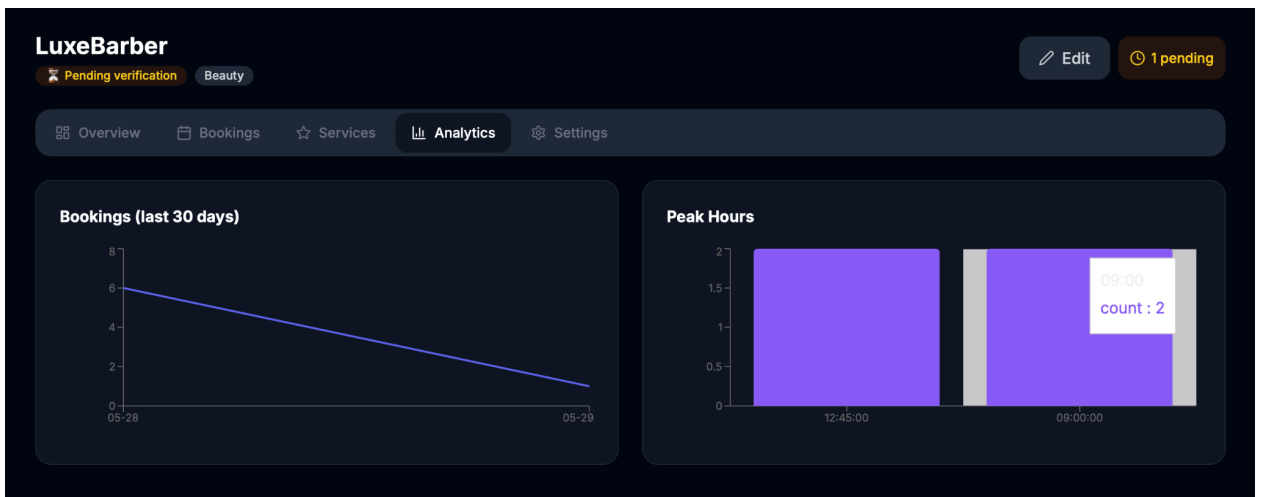 LuxeBarber
⏳ Pending verification
Beauty
Edit
1 pending
Overview
Bookings
Services
Analytics
Settings
Bookings (last 30 days)
8
6
4
2
0
05-28
05-29
Peak Hours
2
1.5
1
0.5
0
12:45:00
09:00:00
09:00
count : 2